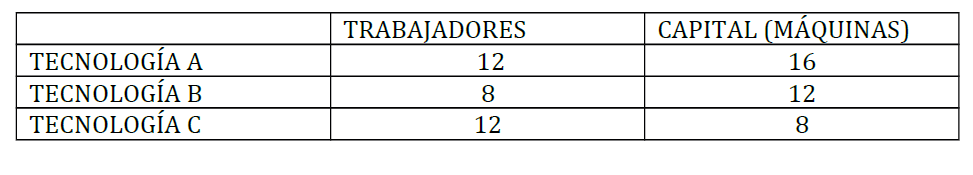 TRABAJADORES CAPITAL (MÁQUINAS)
TECNOLOGÍA A 12 16
TECNOLOGÍA B 8 12
TECNOLOGÍA C 12 8